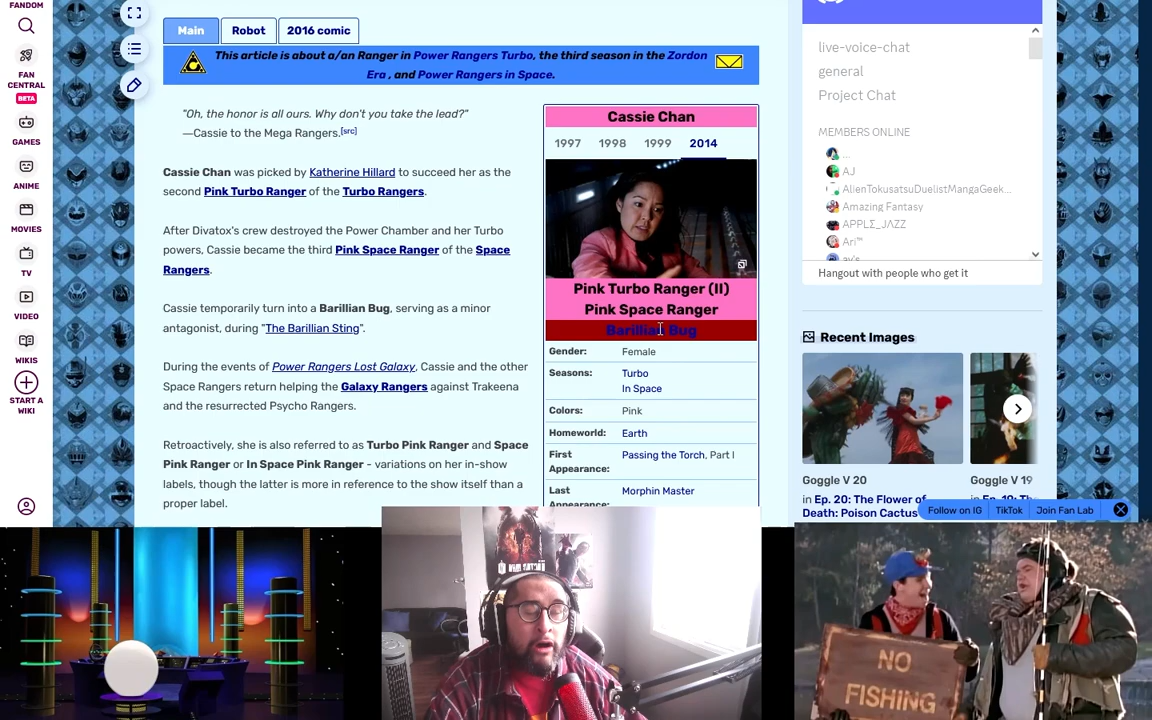 FANDOM
FAN
CENTRAL
BETA
GAMES
ANIME
MOVIES
TV
VIDEO
WIKIS
START A
WIKI
Main
Robot
2016 comic
This article is about a/an Ranger in Power Rangers Turbo, the third season in the Zordon
Era , and Power Rangers in Space.
"Oh, the honor is all ours. Why don't you take the lead?"
—Cassie to the Mega Rangers.[src]
Cassie Chan was picked by Katherine Hillard to succeed her as the
second Pink Turbo Ranger of the Turbo Rangers.
After Divatox's crew destroyed the Power Chamber and her Turbo
powers, Cassie became the third Pink Space Ranger of the Space
Rangers.
Cassie temporarily turn into a Barillian Bug, serving as a minor
antagonist, during "The Barillian Sting".
During the events of Power Rangers Lost Galaxy, Cassie and the other
Space Rangers return helping the Galaxy Rangers against Trakeena
and the resurrected Psycho Rangers.
Retroactively, she is also referred to as Turbo Pink Ranger and Space
Pink Ranger or In Space Pink Ranger - variations on her in-show
labels, though the latter is more in reference to the show itself than a
proper label.
Cassie Chan
1997 1998 1999 2014
Pink Turbo Ranger (II)
Pink Space Ranger
Barillian Bug
Gender: Female
Seasons: Turbo
In Space
Colors: Pink
Homeworld: Earth
First Passing the Torch, Part I
Appearance:
Last Morphin Master
Appearance:
live-voice-chat
general
Project Chat
MEMBERS ONLINE
...
AJ
AlienTokusatsuDuelistMangaGeek...
Amazing Fantasy
APPLΣ_JΛZZ
Ari™
ay's
Hangout with people who get it
Recent Images
Goggle V 20
in Ep. 20: The Flower of
Death: Poison Cactus
Goggle V 19
Follow on IG
TikTok
Join Fan Lab
NO
FISHING